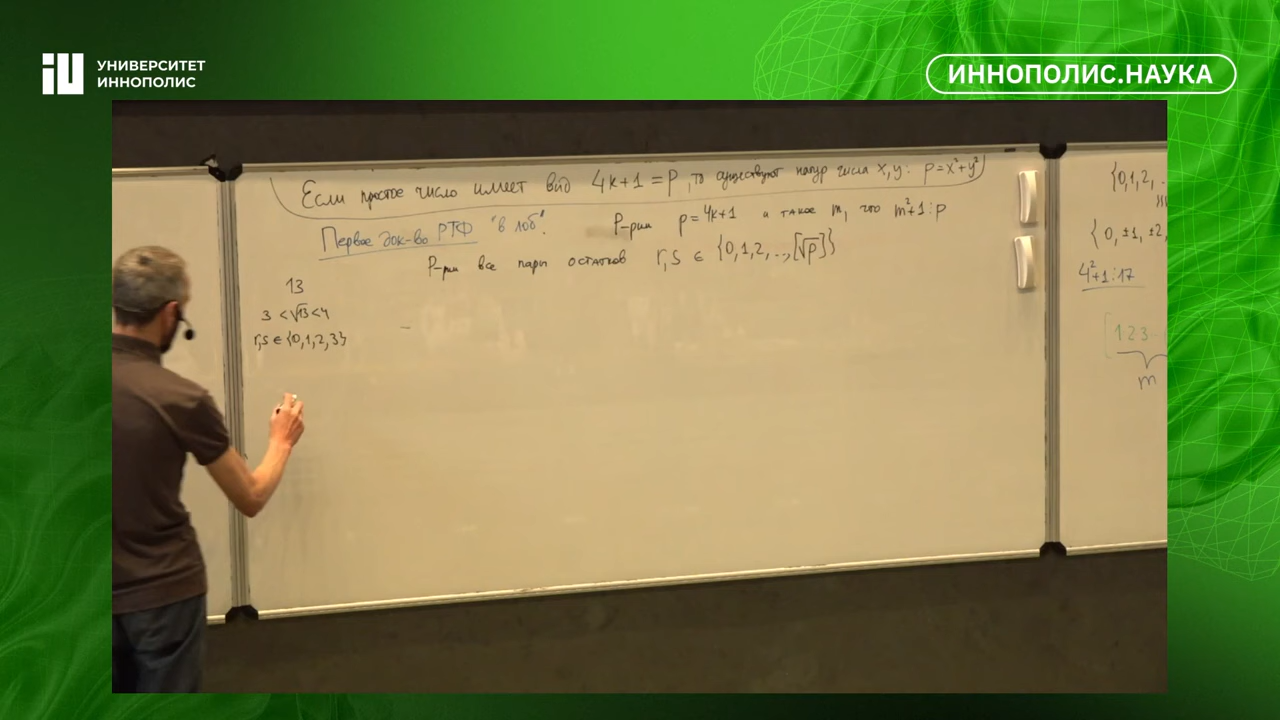 УНИВЕРСИТЕТ
ИННОПОЛИС
ИННОПОЛИС.НАУКА
Если простое число имеет вид 4k+1=p, то существуют натур числа x,y: p=x²+y²
Первое док-во РТФ "в лоб".
Р-рим p=4k+1 и такое m, что m²+1⋮p
Р-рим все пары остатков r,s ∈ {0,1,2,..,[√p]}
13
3 <√13<4
r,s ∈ {0,1,2,3}
{0,1,2, .
{0, ±1, ±2,
4²+1⋮17
123
m